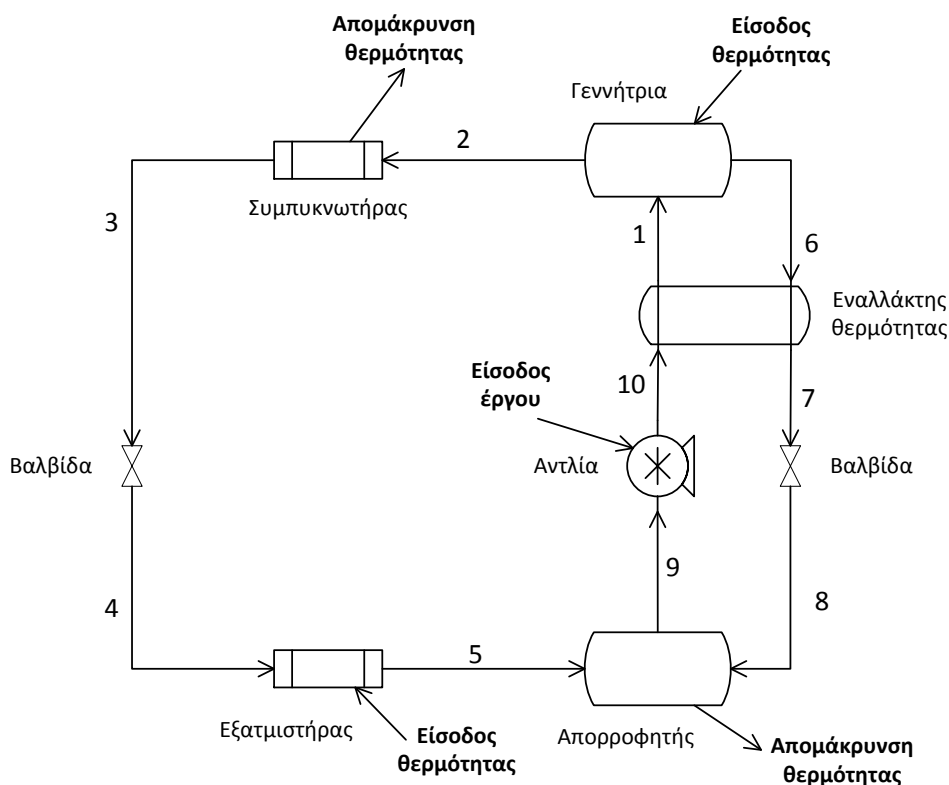 Απομάκρυνση
θερμότητας
Είσοδος
θερμότητας
Γεννήτρια
2
Συμπυκνωτήρας
3
1
6
Εναλλάκτης
θερμότητας
Είσοδος
έργου
10
7
Βαλβίδα
Αντλία
Βαλβίδα
9
4
8
5
Εξατμιστήρας
Είσοδος
θερμότητας
Απορροφητής
Απομάκρυνση
θερμότητας